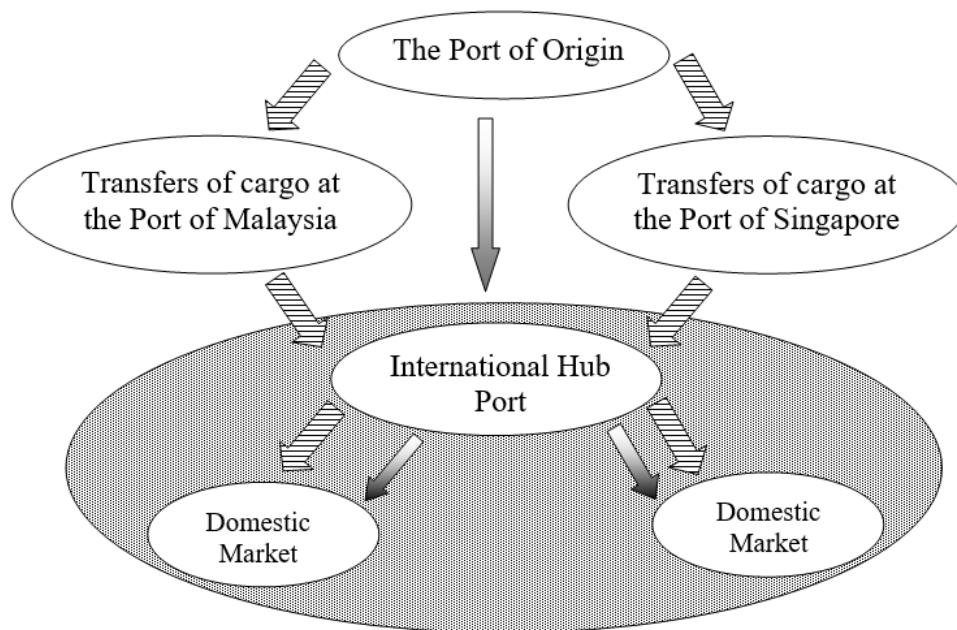 The Port of Origin
Transfers of cargo at
the Port of Malaysia
Transfers of cargo at
the Port of Singapore
International Hub
Port
Domestic
Market
Domestic
Market